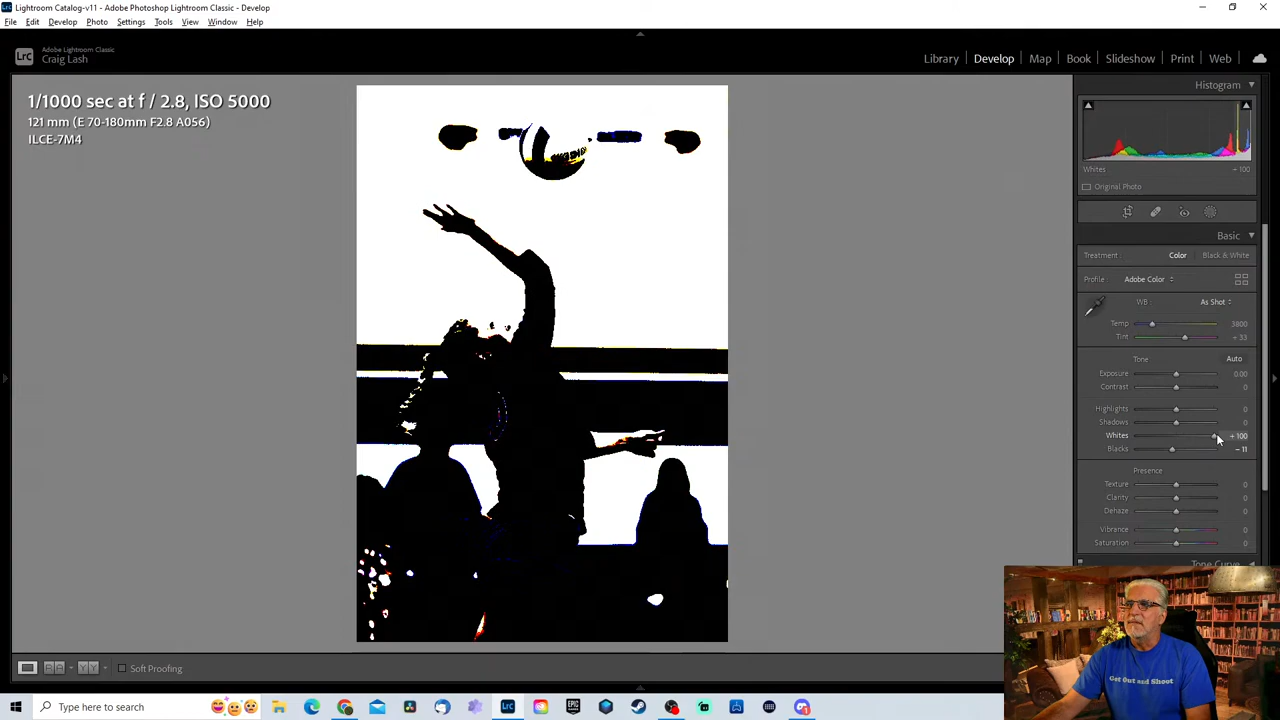 Lightroom Catalog-v11 - Adobe Photoshop Lightroom Classic - Develop
File Edit Develop Photo Settings Tools View Window Help
Lrc
Adobe Lightroom Classic
Craig Lash
Library Develop Map Book Slideshow Print Web
1/1000 sec at f / 2.8, ISO 5000
121 mm (E 70-180mm F2.8 A056)
ILCE-7M4
Histogram
Whites + 100
Original Photo
Basic
Treatment : Color Black & White
Profile : Adobe Color
WB : As Shot
Temp 3800
Tint + 33
Tone Auto
Exposure 0.00
Contrast 0
Highlights 0
Shadows 0
Whites + 100
Blacks - 11
Presence
Texture 0
Clarity 0
Dehaze 0
Vibrance 0
Saturation 0
Tone Curve
Get Out and Shoot
Soft Proofing
Type here to search
Lrc